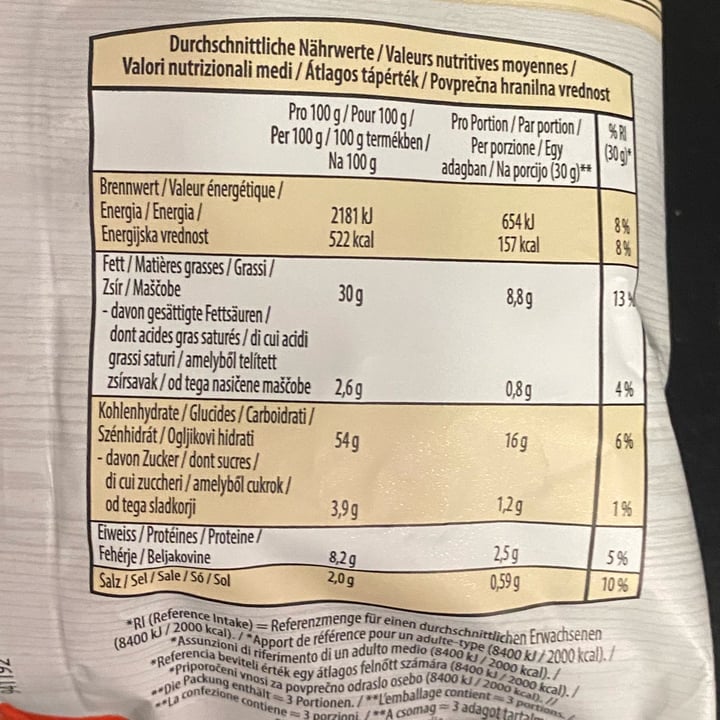 Durchschnittliche Nährwerte / Valeurs nutritives moyennes /
Valori nutrizionali medi / Átlagos tápérték / Povprečna hranilna vrednost
Pro 100 g / Pour 100 g /
Per 100 g / 100 g termékben /
Na 100 g
Pro Portion / Par portion /
Per porzione / Egy
adagban / Na porcijo (30 g)**
% RI
(30 g)*
Brennwert / Valeur énergétique /
Energia / Energia /
Energijska vrednost
2181 kJ
522 kcal
654 kJ
157 kcal
8%
8%
Fett / Matières grasses / Grassi /
Zsír / Maščobe 30 g 8,8 g 13 %
- davon gesättigte Fettsäuren /
dont acides gras saturés / di cui acidi
grassi saturi / amelyből telített
zsírsavak / od tega nasičene maščobe 2,6 g 0,8 g 4%
Kohlenhydrate / Glucides / Carboidrati /
Szénhidrát / Ogljikovi hidrati 54 g 16 g 6%
- davon Zucker / dont sucres /
di cui zuccheri / amelyből cukrok /
od tega sladkorji 3,9 g 1,2 g 1%
Eiweiss / Protéines / Proteine /
Fehérje / Beljakovine 8,2 g 2,5 g 5%
Salz / Sel / Sale / Só / Sol 2,0 g 0,59 g 10%
*RI (Reference Intake) = Referenzmenge für einen durchschnittlichen Erwachsenen
(8400 kJ / 2000 kcal). / *Apport de référence pour un adulte-type (8400 kJ / 2000 kcal). /
*Assunzioni di riferimento di un adulto medio (8400 kJ / 2000 kcal). /
*Referencia beviteli érték egy átlagos felnőtt számára (8400 kJ / 2000 kcal). /
*Priporočeni vnosi za povprečno odraslo osebo (8400 kJ / 2000 kcal). //
**Die Packung enthält = 3 Portionen. / **L'emballage contient = 3 portions.
**La confezione contiene = 3 porzioni. / **A csomag = 3 adagot